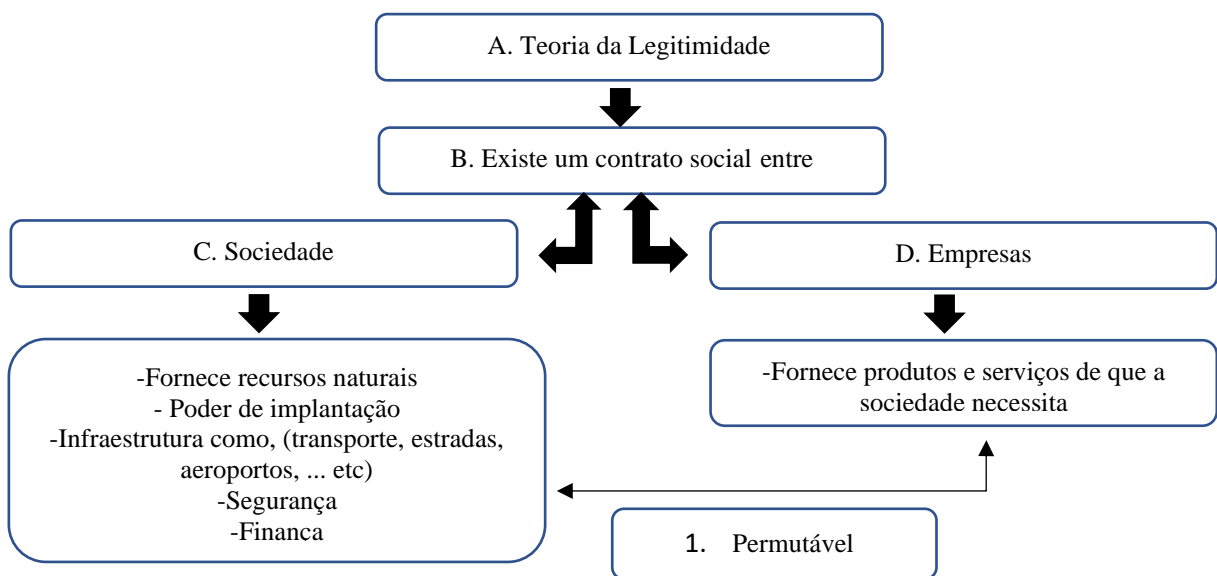 A. Teoria da Legitimidade
B. Existe um contrato social entre
C. Sociedade
D. Empresas
-Fornece recursos naturais
- Poder de implantação
-Infraestrutura como, (transporte, estradas,
aeroportos, ... etc)
-Segurança
-Financa
-Fornece produtos e serviços de que a
sociedade necessita
1. Permutável